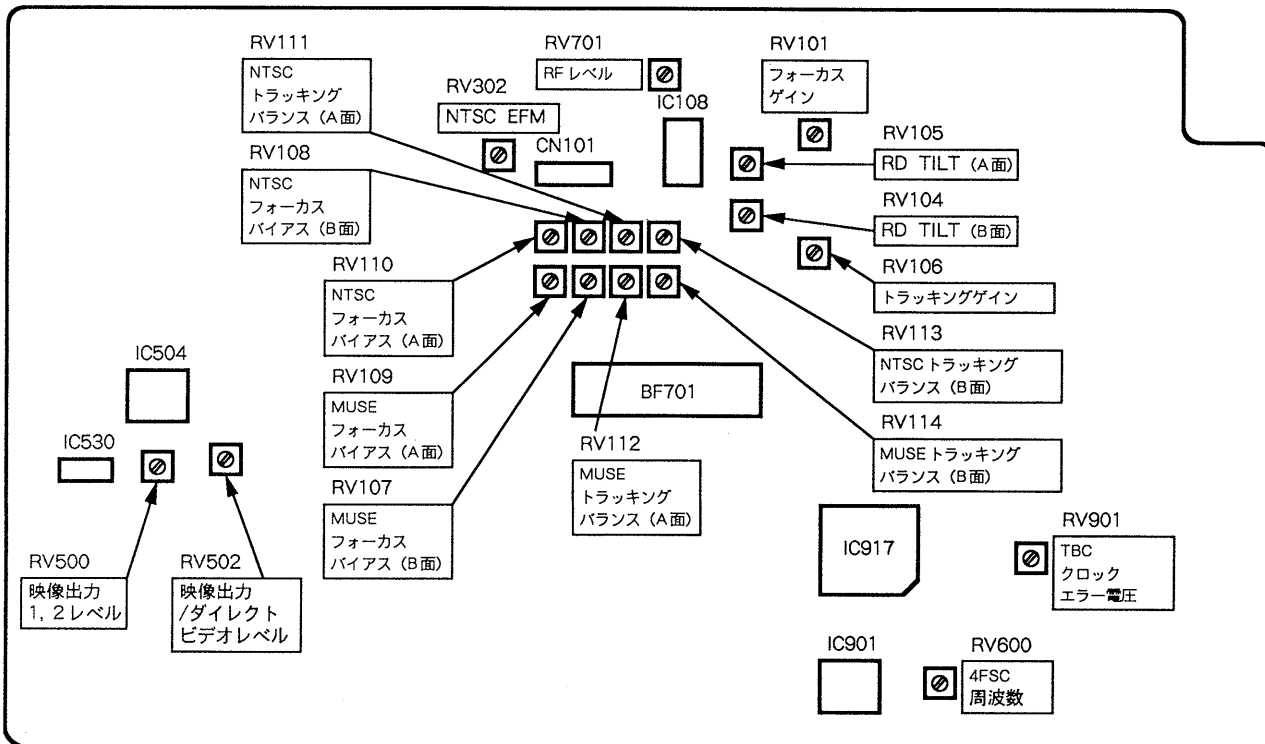 RV111
NTSC
トラッキング
バランス (A面)
RV108
NTSC
フォーカス
バイアス (B面)
RV302
NTSC EFM
CN101
RV701
RF レベル
IC108
RV101
フォーカス
ゲイン
RV105
RD TILT (A面)
RV104
RD TILT (B面)
RV106
トラッキングゲイン
RV110
NTSC
フォーカス
バイアス (A面)
RV113
NTSC トラッキング
バランス (B面)
IC504
RV109
MUSE
フォーカス
バイアス (A面)
BF701
RV114
MUSE トラッキング
バランス (B面)
IC530
RV112
MUSE
トラッキング
バランス (A面)
RV107
MUSE
フォーカス
バイアス (B面)
RV500
映像出力
1, 2レベル
RV502
映像出力
/ダイレクト
ビデオレベル
IC917
RV901
TBC
クロック
エラー電圧
IC901
RV600
4FSC
周波数